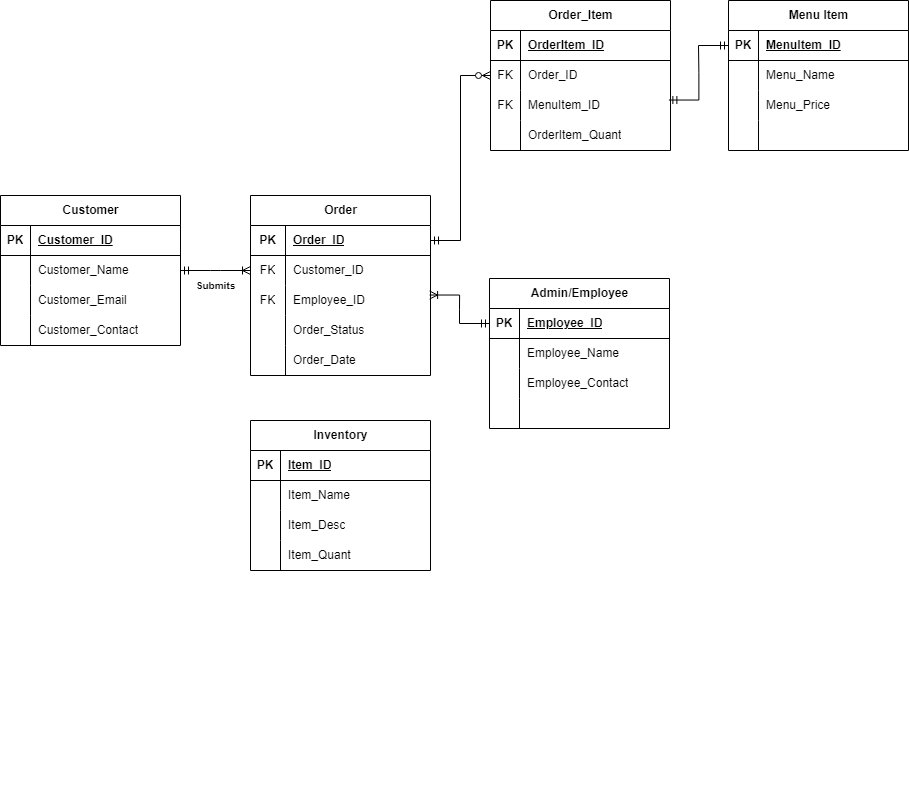 Order_Item
PK OrderItem_ID
FK Order_ID
FK MenuItem_ID
OrderItem_Quant
Menu Item
PK MenuItem_ID
Menu_Name
Menu_Price
Customer
PK Customer_ID
Customer_Name
Customer_Email
Customer_Contact
Submits
Order
PK Order_ID
FK Customer_ID
FK Employee_ID
Order_Status
Order_Date
Admin/Employee
PK Employee_ID
Employee_Name
Employee_Contact
Inventory
PK Item_ID
Item_Name
Item_Desc
Item_Quant